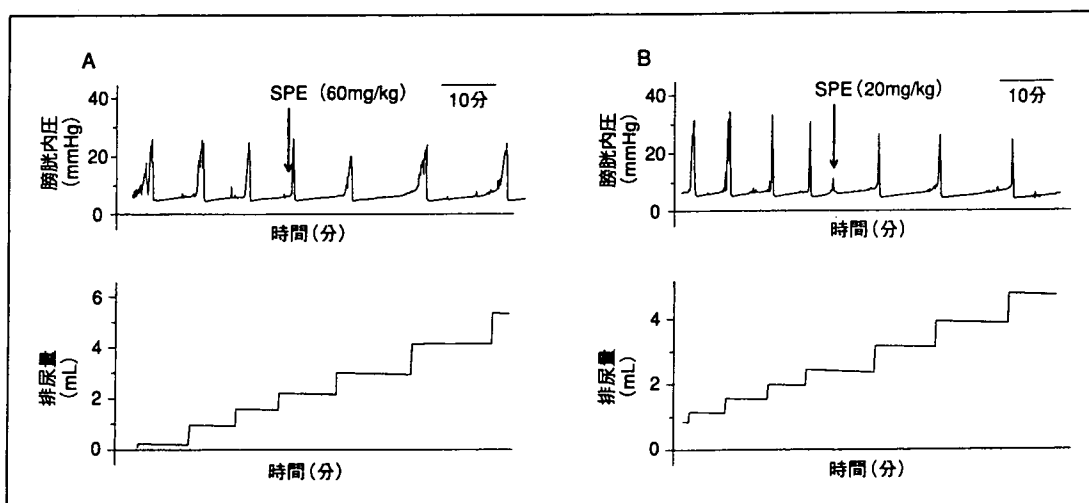 A
SPE (60mg/kg)
10分
膀胱内圧
(mmHg)
40
20
0
時間(分)
排尿量
(mL)
6
4
2
0
時間(分)
B
SPE(20mg/kg)
10分
膀胱内圧
(mmHg)
40
20
0
時間(分)
排尿量
(mL)
4
2
0
時間(分)